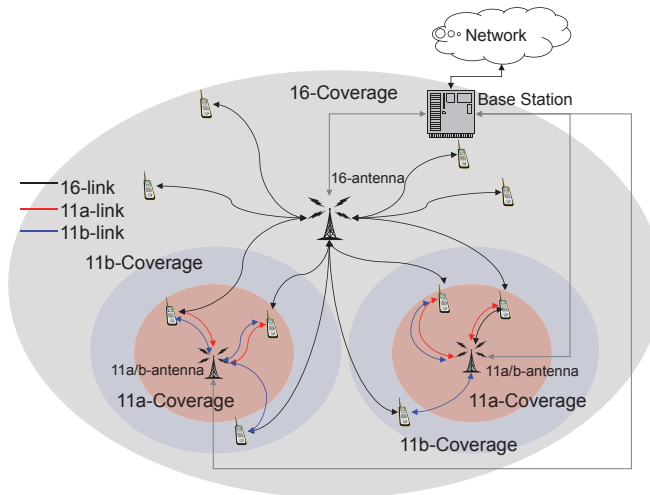 Network
16-Coverage
Base Station
16-antenna
16-link
11a-link
11b-link
11b-Coverage
11a/b-antenna
11a/b-antenna
11a-Coverage
11a-Coverage
11b-Coverage